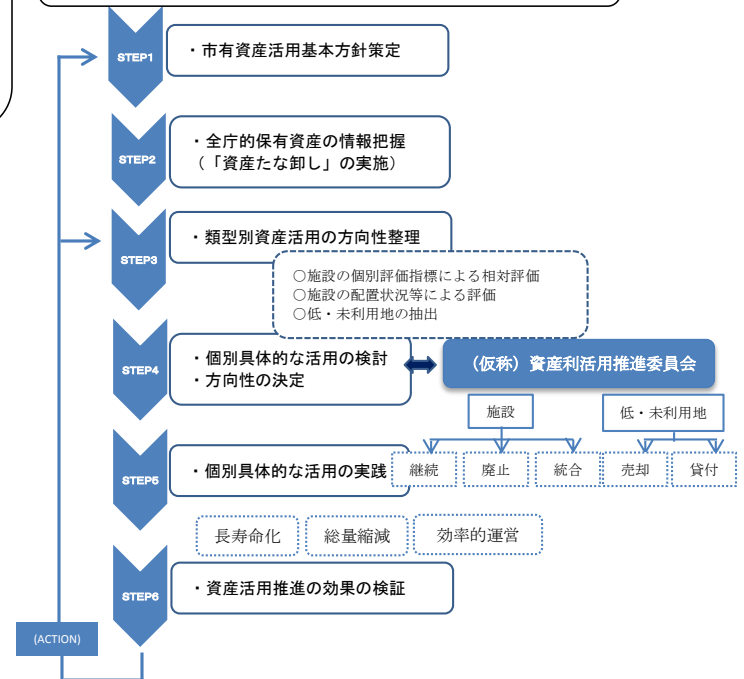 STEP1
・市有資産活用基本方針策定
STEP2
・全庁的保有資産の情報把握
（「資産たな卸し」の実施）
STEP3
・類型別資産活用の方向性整理
○施設の個別評価指標による相対評価
○施設の配置状況等による評価
○低・未利用地の抽出
STEP4
・個別具体的な活用の検討
・方向性の決定
（仮称）資産利活用推進委員会
施設
低・未利用地
STEP5
・個別具体的な活用の実践
継続
廃止
統合
売却
貸付
長寿命化
総量縮減
効率的運営
STEP6
・資産活用推進の効果の検証
(ACTION)